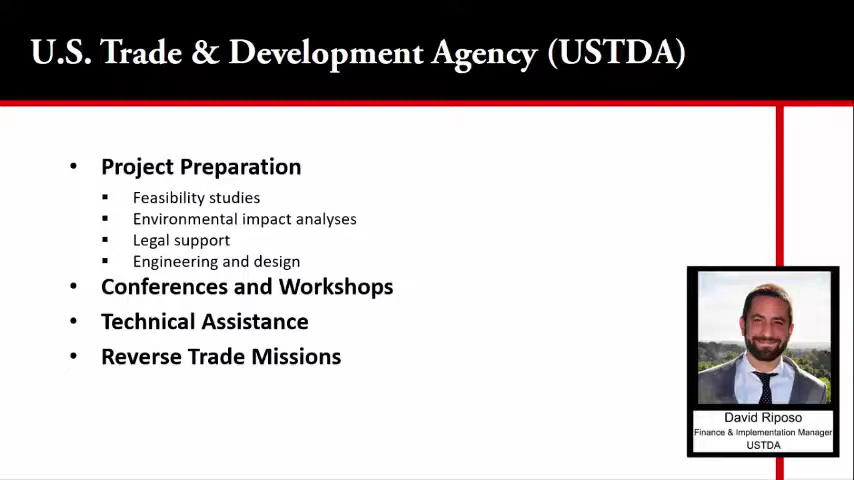 U.S. Trade & Development Agency (USTDA)
• Project Preparation
▪ Feasibility studies
▪ Environmental impact analyses
▪ Legal support
▪ Engineering and design
• Conferences and Workshops
• Technical Assistance
• Reverse Trade Missions
David Riposo
Finance & Implementation Manager
USTDA